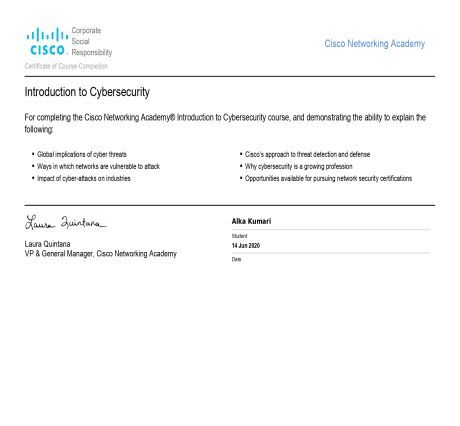 Corporate
Social
Responsibility
CISCO
Cisco Networking Academy
Certificate of Course Completion
Introduction to Cybersecurity
For completing the Cisco Networking Academy® Introduction to Cybersecurity course, and demonstrating the ability to explain the
following:
• Global implications of cyber threats
• Ways in which networks are vulnerable to attack
• Impact of cyber-attacks on industries
• Cisco's approach to threat detection and defense
• Why cybersecurity is a growing profession
• Opportunities available for pursuing network security certifications
Laura Quintana
Laura Quintana
VP & General Manager, Cisco Networking Academy
Alka Kumari
Student
14 Jun 2020
Date